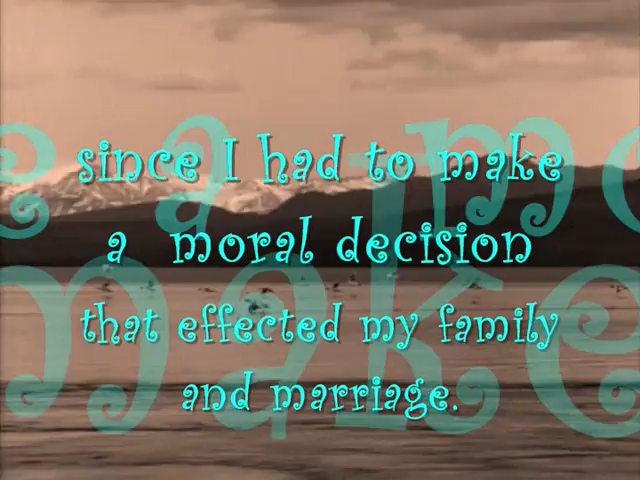 since I had to make
a moral decision
that effected my family
and marriage.